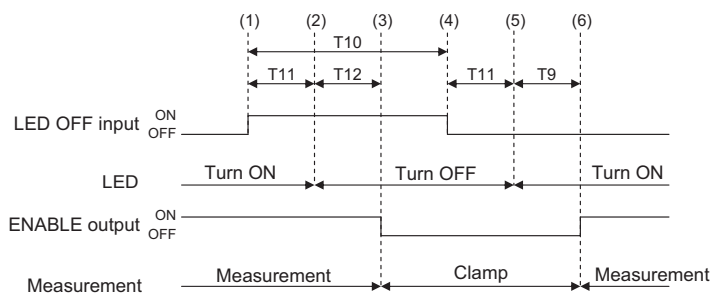 (1) (2) (3) (4) (5) (6)
T10
T11 T12 T11 T9
LED OFF input ON
OFF
LED Turn ON Turn OFF Turn ON
ENABLE output ON
OFF
Measurement Measurement Clamp Measurement